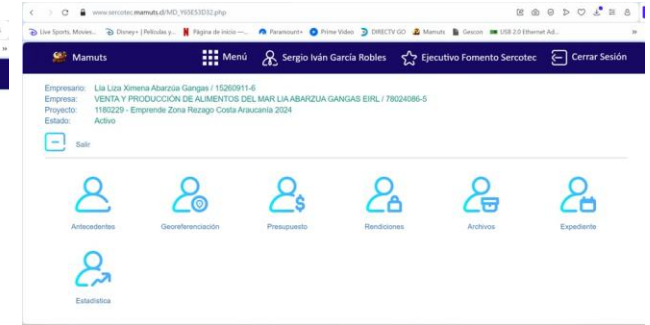 www.sercotec.mamuts.cl/MD_Y93E53D32.php
Live Sports, Movies... Disney+ | Películas y... Página de inicio —... Paramount+ Prime Video DIRECTV GO Mamuts Gescon USB 2.0 Ethernet Ad... »
Mamuts Menú Sergio Iván García Robles Ejecutivo Fomento Sercotec Cerrar Sesión
Empresario: Lia Liza Ximena Abarzúa Gangas / 15260911-6
Empresa: VENTA Y PRODUCCIÓN DE ALIMENTOS DEL MAR LIA ABARZUA GANGAS EIRL / 78024086-5
Proyecto: 1180229 - Emprende Zona Rezago Costa Araucanía 2024
Estado: Activo
Salir
Antecedentes Georeferenciación Presupuesto Rendiciones Archivos Expediente
Estadística